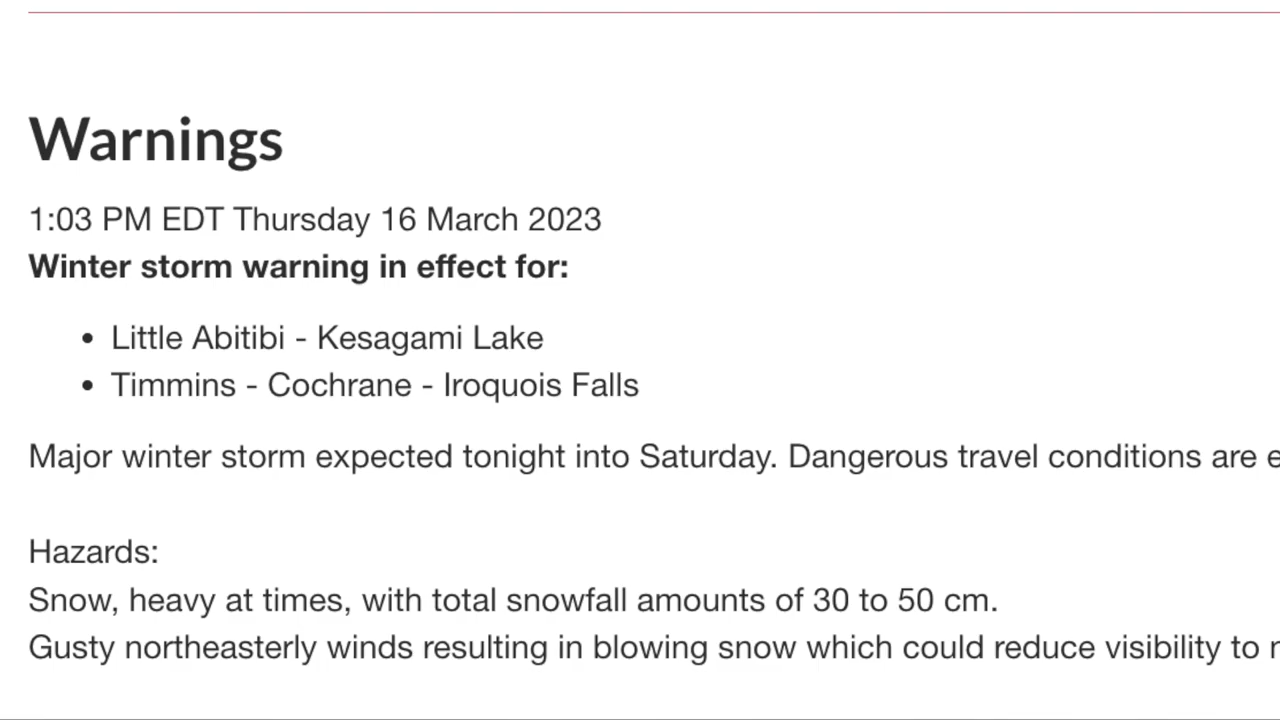 Warnings
1:03 PM EDT Thursday 16 March 2023
Winter storm warning in effect for:
• Little Abitibi - Kesagami Lake
• Timmins - Cochrane - Iroquois Falls
Major winter storm expected tonight into Saturday. Dangerous travel conditions are
Hazards:
Snow, heavy at times, with total snowfall amounts of 30 to 50 cm.
Gusty northeasterly winds resulting in blowing snow which could reduce visibility to